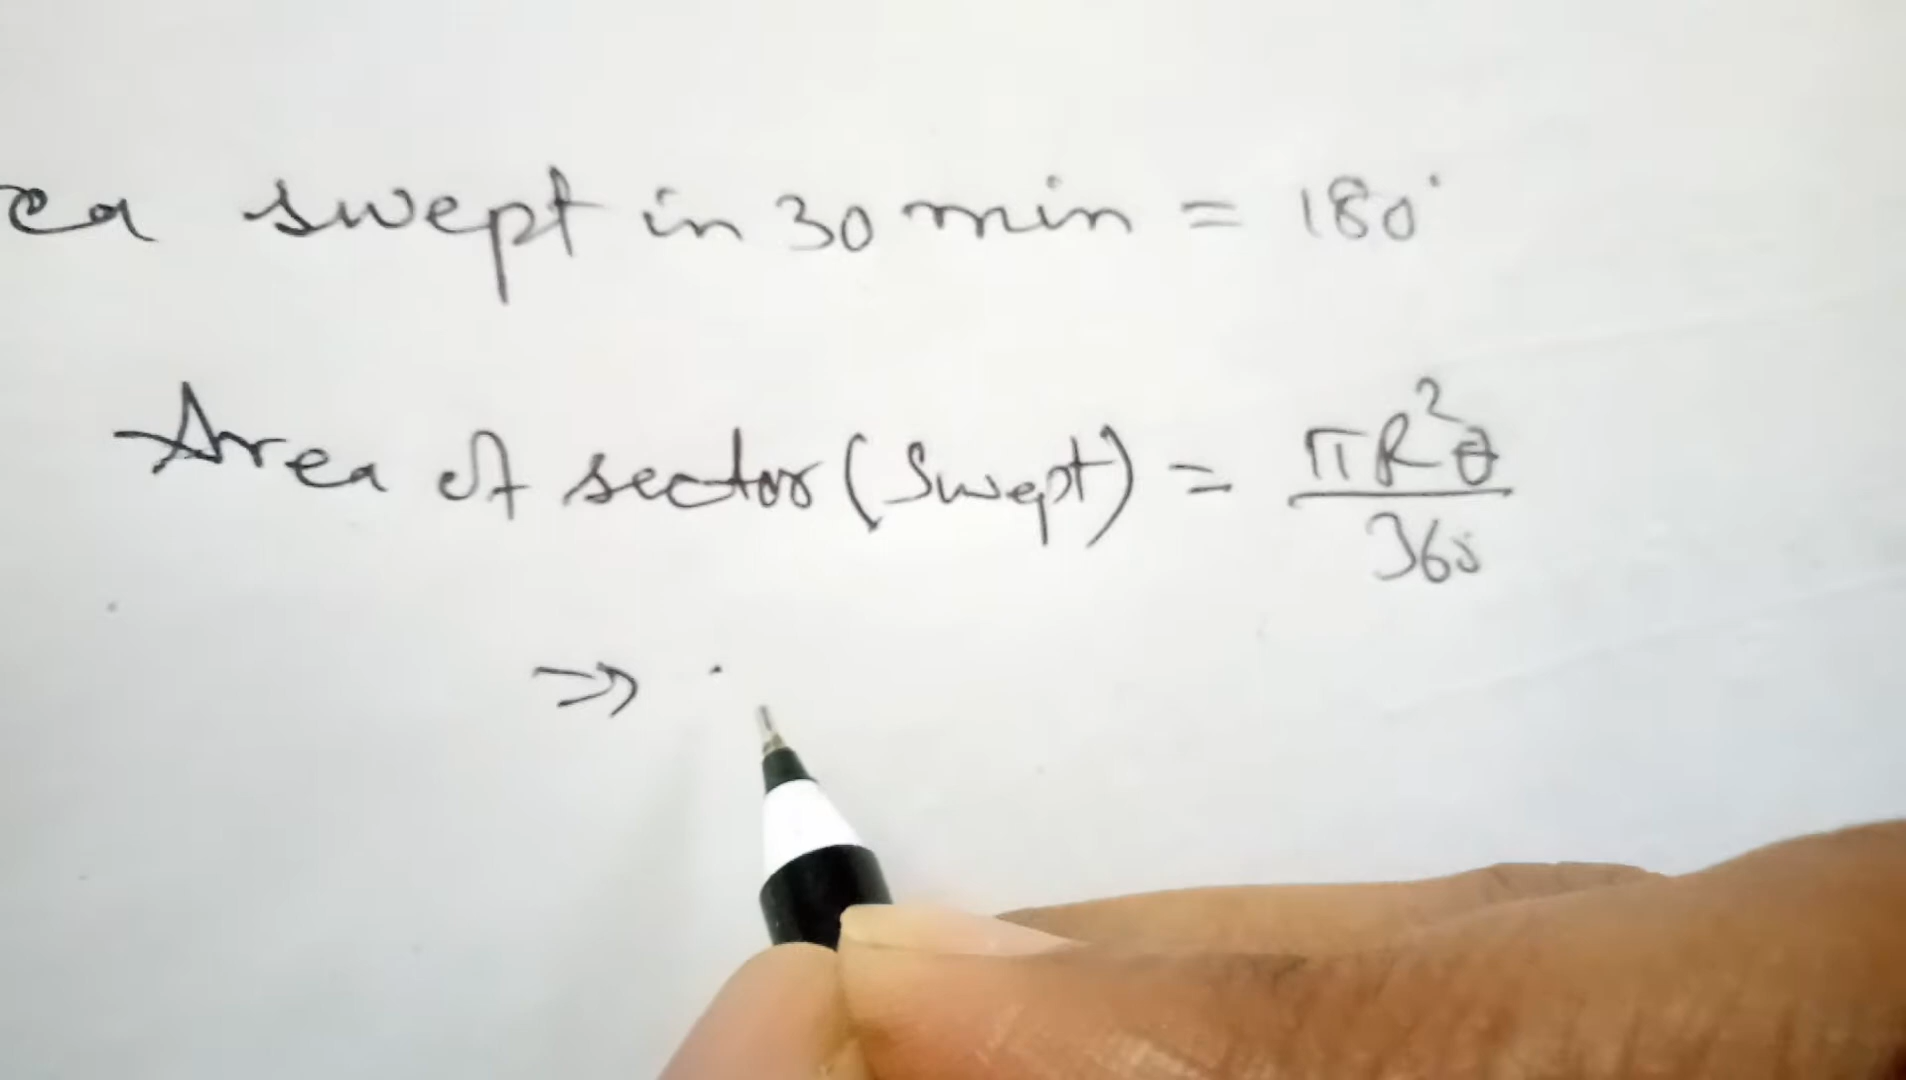 ea swept in 30 min = 180°
Area of sector (Swept) = πR²θ / 360
⇒